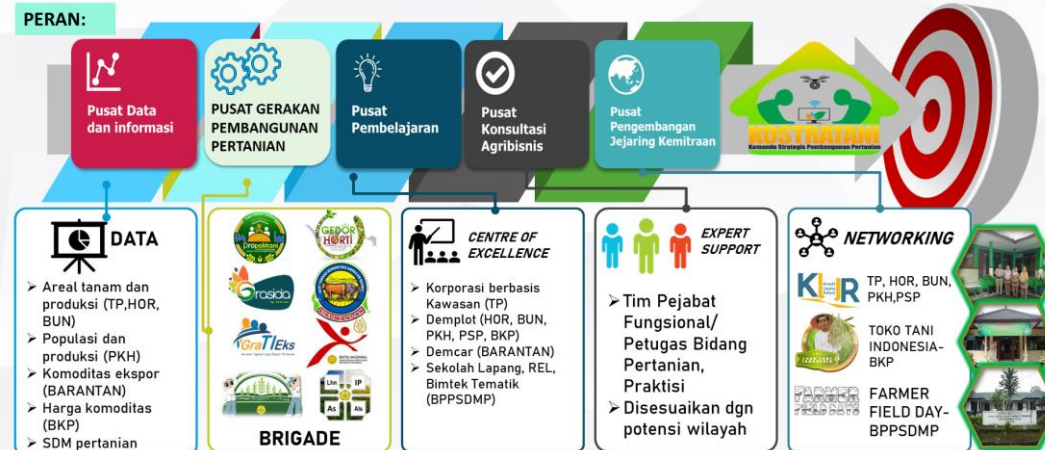 PERAN:
Pusat Data
dan informasi
PUSAT GERAKAN
PEMBANGUNAN
PERTANIAN
Pusat
Pembelajaran
Pusat
Konsultasi
Agribisnis
Pusat
Pengembangan
Jejaring Kemitraan
KOSTRATANI
Komando Strategis Pembangunan Pertanian
DATA
➢ Areal tanam dan
produksi (TP,HOR,
BUN)
➢ Populasi dan
produksi (PKH)
➢ Komoditas ekspor
(BARANTAN)
➢ Harga komoditas
(BKP)
➢ SDM pertanian
Propaktani
GEDOR
HORTI
Grasida
GraTIEks
Lhn
IP
As
Als
BRIGADE
CENTRE OF
EXCELLENCE
➢ Korporasi berbasis
Kawasan (TP)
➢ Demplot (HOR, BUN,
PKH, PSP, BKP)
➢ Demcar (BARANTAN)
➢ Sekolah Lapang, REL,
Bimtek Tematik
(BPPSDMP)
EXPERT
SUPPORT
➢ Tim Pejabat
Fungsional/
Petugas Bidang
Pertanian,
Praktisi
➢ Disesuaikan dgn
potensi wilayah
NETWORKING
KUR
TP, HOR, BUN,
PKH,PSP
TOKO TANI
INDONESIA-
BKP
FARMER
FIELD DAYS
FARMER
FIELD DAY-
BPPSDMP